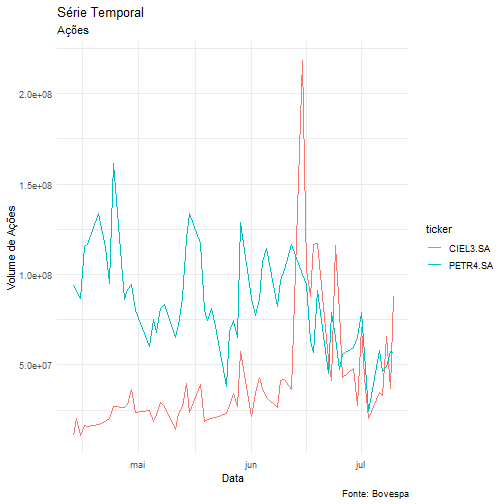 Série Temporal
Ações
Volume de Ações
2.0e+08
1.5e+08
1.0e+08
5.0e+07
mai
jun
jul
Data
ticker
CIEL3.SA
PETR4.SA
Fonte: Bovespa